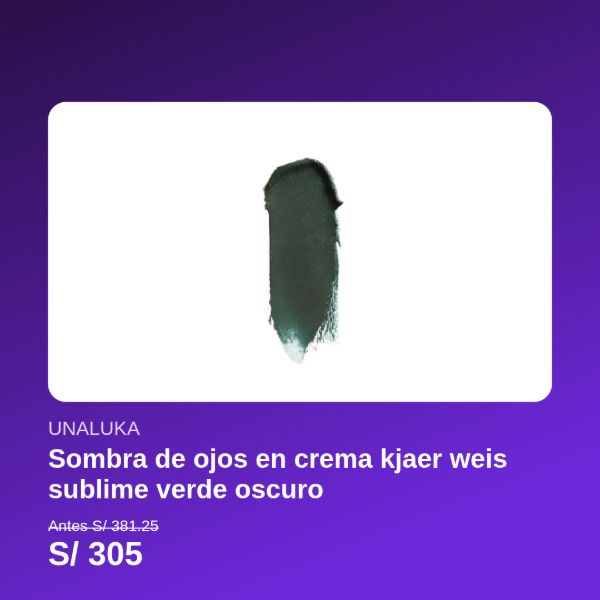 UNALUKA
Sombra de ojos en crema kjaer weis
sublime verde oscuro
Antes S/ 381.25
S/ 305